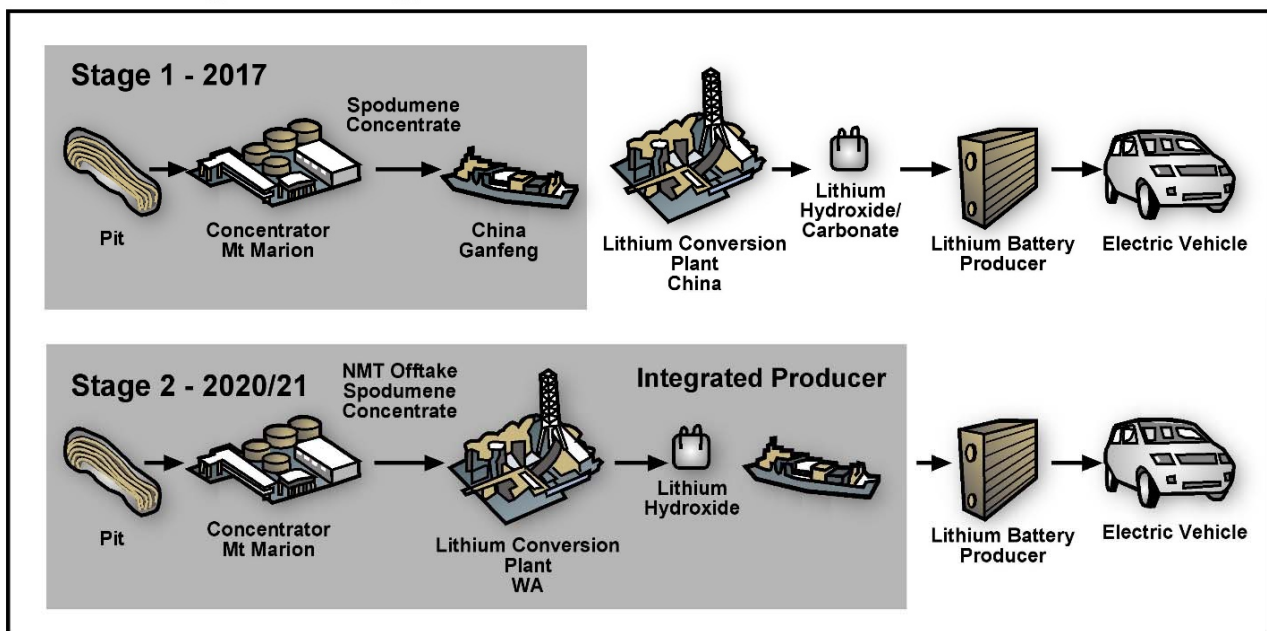 Stage 1 - 2017
Spodumene
Concentrate
Pit
Concentrator
Mt Marion
China
Ganfeng
Lithium Conversion
Plant
China
Lithium
Hydroxide/
Carbonate
Lithium Battery
Producer
Electric Vehicle
Stage 2 - 2020/21
NMT Offtake
Spodumene
Concentrate
Integrated Producer
Pit
Concentrator
Mt Marion
Lithium Conversion
Plant
WA
Lithium
Hydroxide
Lithium Battery
Producer
Electric Vehicle